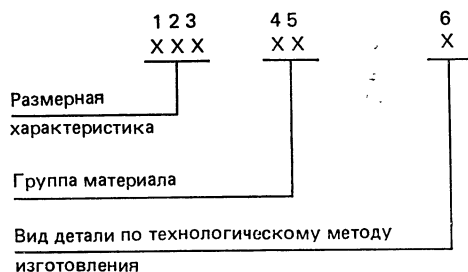 1 2 3 4 5 6
X X X X X X
Размерная
характеристика
Группа материала
Вид детали по технологическому методу
изготовления